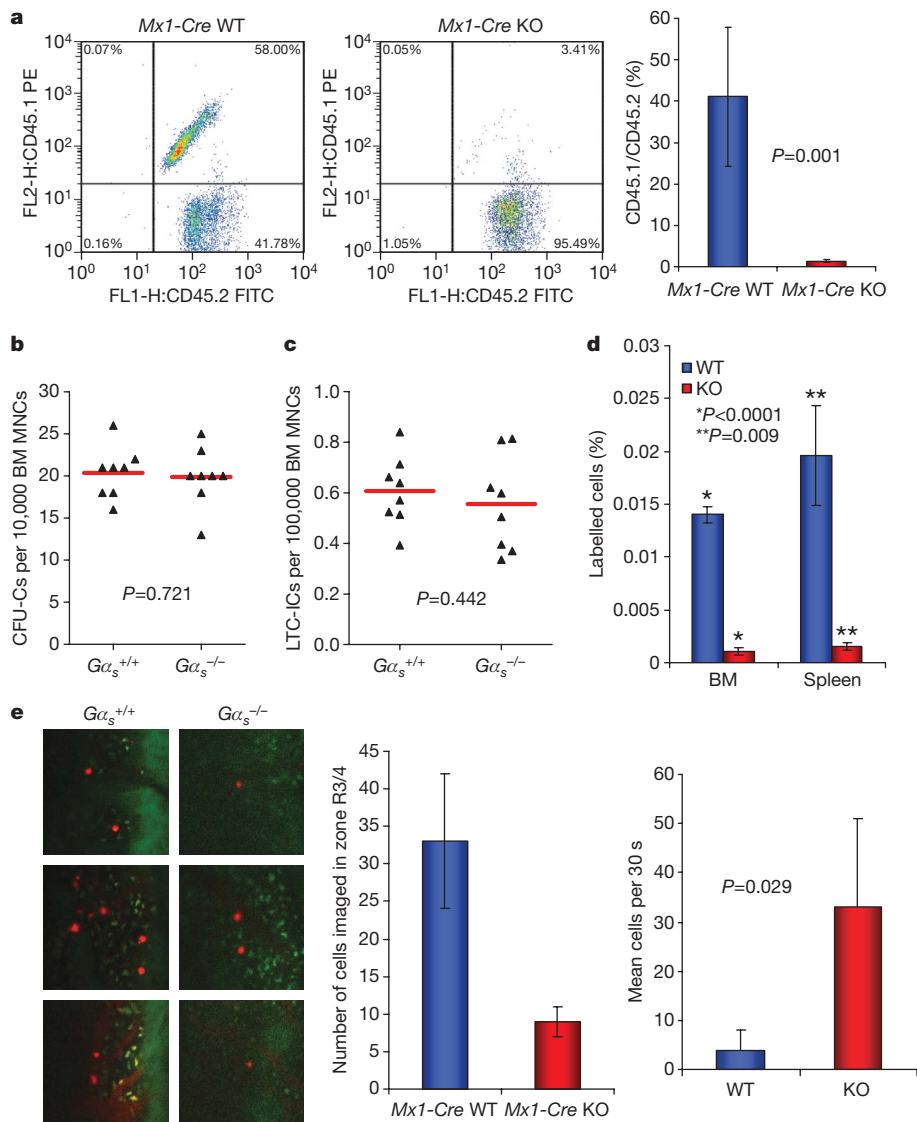 a
Mx1-Cre WT
10⁴
10³
10²
10¹
10⁰
0.07%
58.00%
0.16%
41.78%
FL2-H:CD45.1 PE
10⁰ 10¹ 10² 10³ 10⁴
FL1-H:CD45.2 FITC
Mx1-Cre KO
10⁴
10³
10²
10¹
10⁰
0.05%
3.41%
1.05%
95.49%
FL2-H:CD45.1 PE
10⁰ 10¹ 10² 10³ 10⁴
FL1-H:CD45.2 FITC
CD45.1/CD45.2 (%)
60
50
40
30
20
10
0
P=0.001
Mx1-Cre WT Mx1-Cre KO
b
CFU-Cs per 10,000 BM MNCs
30
25
20
15
10
5
0
P=0.721
Gαs⁺/⁺ Gαs⁻/⁻
c
LTC-ICs per 100,000 BM MNCs
1.0
0.8
0.6
0.4
0.2
0
P=0.442
Gαs⁺/⁺ Gαs⁻/⁻
d
Labelled cells (%)
0.03
0.025
0.02
0.015
0.01
0.005
0
WT
KO
*P<0.0001
**P=0.009
* * ** **
BM Spleen
e
Gαs⁺/⁺ Gαs⁻/⁻
Number of cells imaged in zone R3/4
45
40
35
30
25
20
15
10
5
0
Mx1-Cre WT Mx1-Cre KO
Mean cells per 30 s
60
50
40
30
20
10
0
P=0.029
WT KO